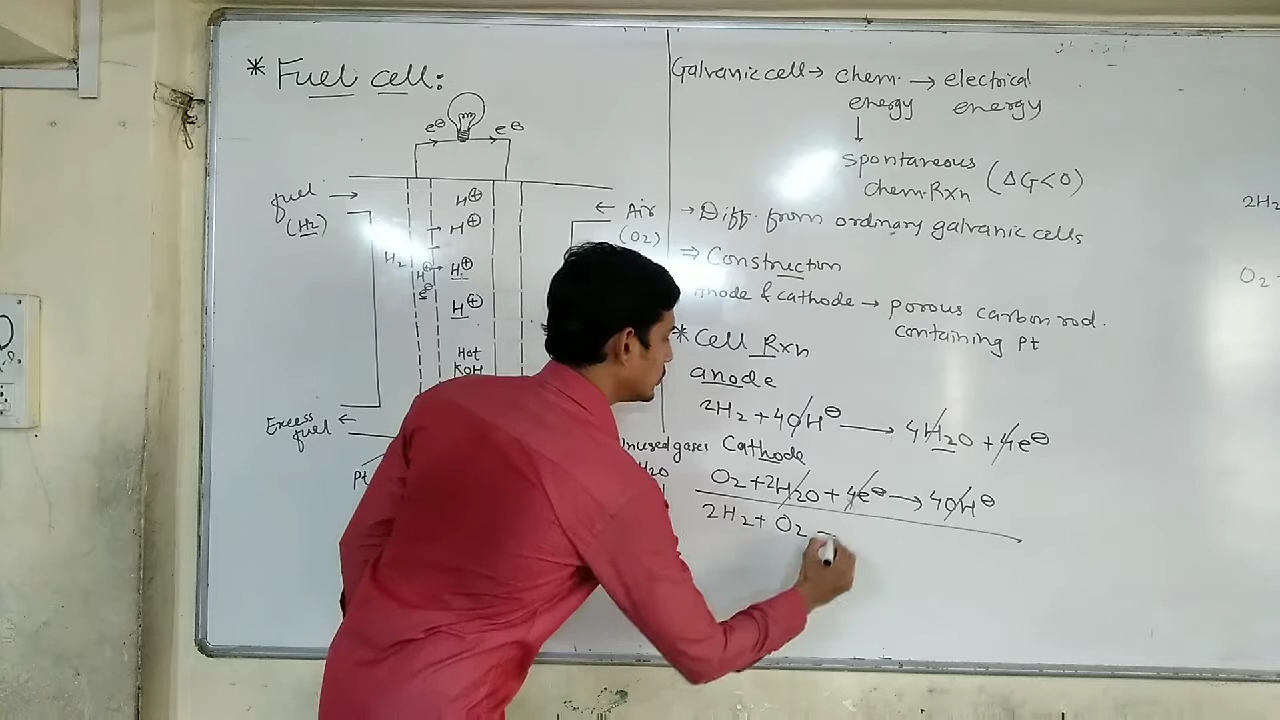 * Fuel cell:
e⊖ e⊖
fuel →
(H₂)
H⊕
H⊕
H₂
H⊕ → H⊕
e⊖
H⊕
Hot
KOH
← Air
(O₂)
Excess ←
fuel
Pt
Unused gases
H₂O
Galvanic cell → chem. → electrical
energy energy
↓
spontaneous
chem. Rxn (ΔG<0)
→ Diff. from ordinary galvanic cells
⇒ Construction
anode & cathode → porous carbon rod.
containing Pt
* Cell Rxn
anode
2H₂ + 4OH⊖ → 4H₂O + 4e⊖
Cathode
O₂ + 2H₂O + 4e⊖ → 4OH⊖
2H₂ + O₂
2H₂
O₂